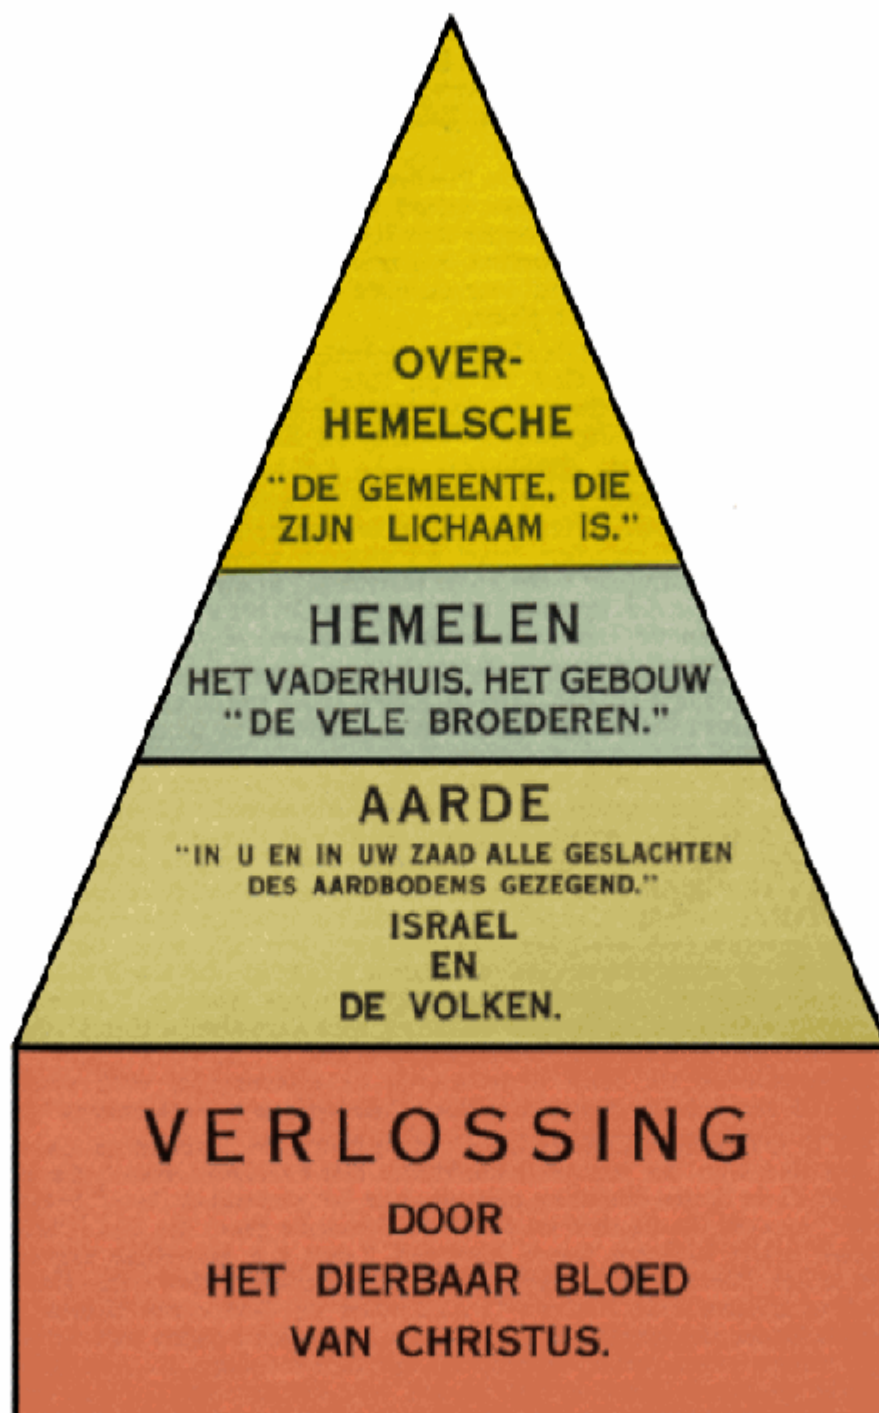 OVER-
HEMELSCHE
"DE GEMEENTE, DIE
ZIJN LICHAAM IS."
HEMELEN
HET VADERHUIS, HET GEBOUW
"DE VELE BROEDEREN."
AARDE
"IN U EN IN UW ZAAD ALLE GESLACHTEN
DES AARDBODEMS GEZEGEND."
ISRAEL
EN
DE VOLKEN.
VERLOSSING
DOOR
HET DIERBAAR BLOED
VAN CHRISTUS.